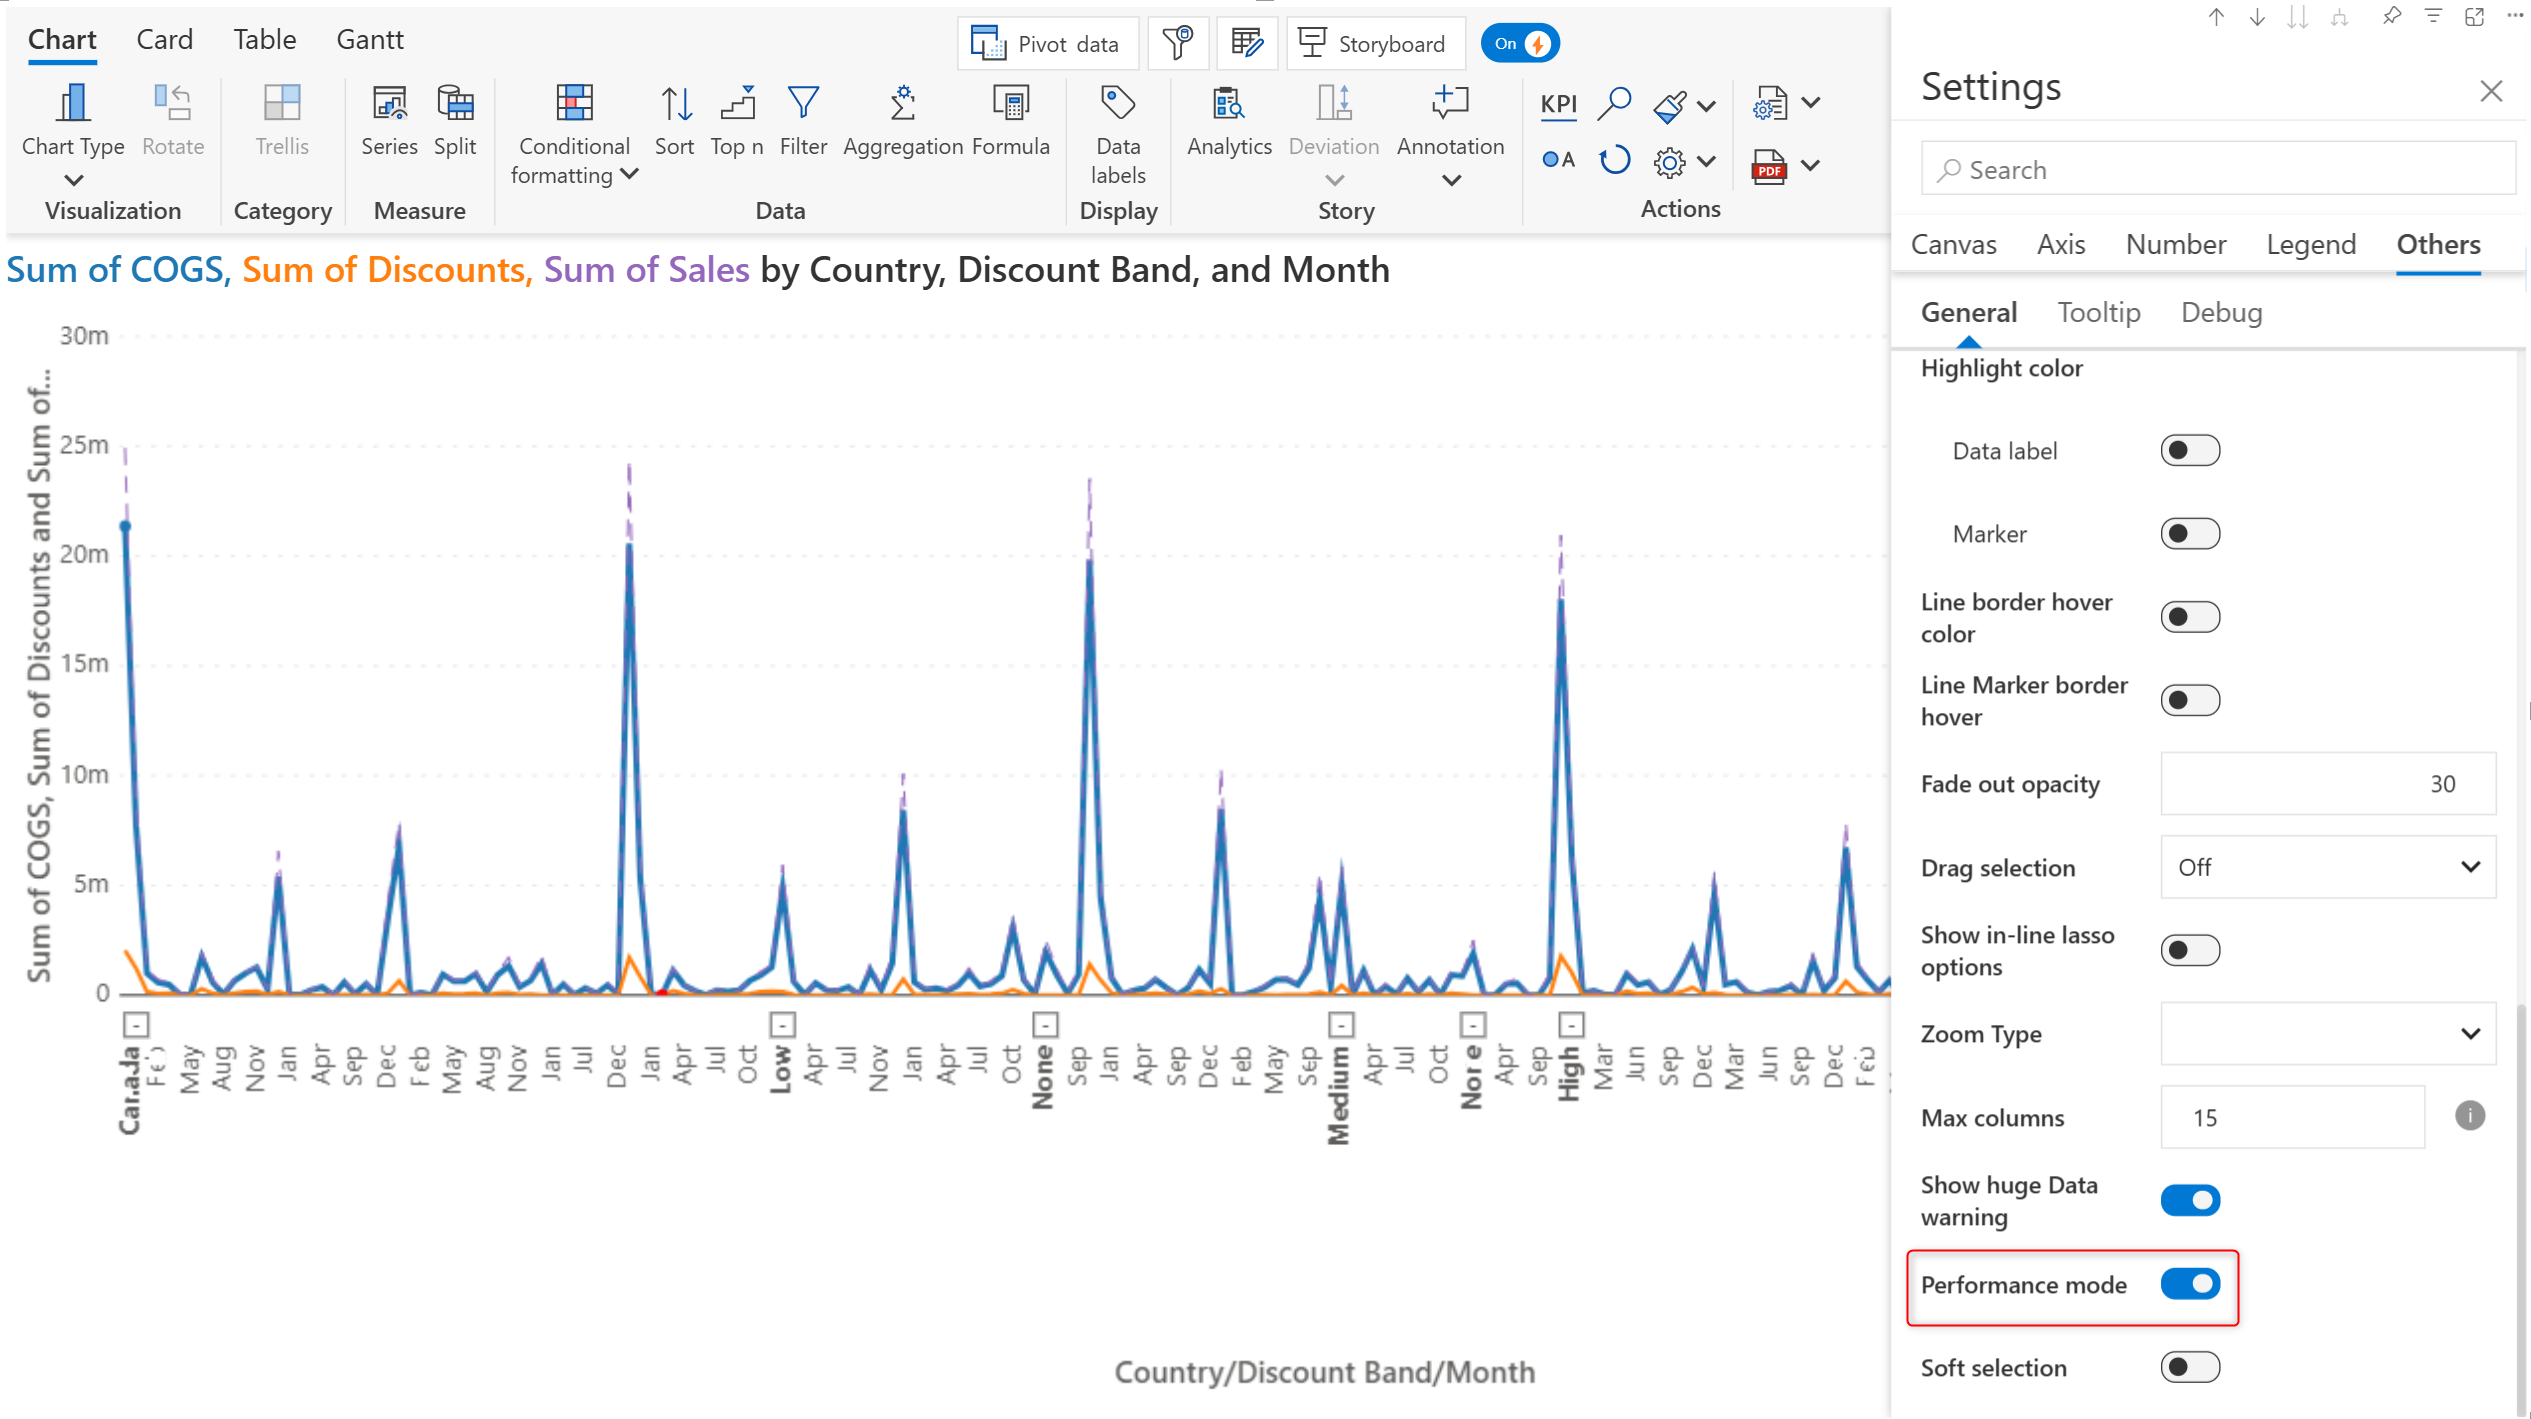 Chart Card Table Gantt
Pivot data
Storyboard
On
Chart Type
Rotate
Trellis
Series
Split
Conditional
formatting
Sort
Top n
Filter
Aggregation
Formula
Data
labels
Analytics
Deviation
Annotation
KPI
A
PDF
Visualization
Category
Measure
Data
Display
Story
Actions
Sum of COGS, Sum of Discounts, Sum of Sales by Country, Discount Band, and Month
Sum of COGS, Sum of Discounts and Sum of...
30m
25m
20m
15m
10m
5m
0
- - - - - -
Canada Feb May Aug Nov Jan Apr Sep Dec Feb May Aug Nov Jan Jul Dec Jan Apr Jul Oct Low Apr Jul Nov Jan Apr Jul Oct None Sep Jan Apr Sep Dec Feb May Sep Medium Apr Jul Oct None Apr Sep High Mar Jun Sep Dec Mar Jun Sep Dec Feb
Country/Discount Band/Month
Settings
Search
Canvas Axis Number Legend Others
General Tooltip Debug
Highlight color
Data label
Marker
Line border hover
color
Line Marker border
hover
Fade out opacity 30
Drag selection Off
Show in-line lasso
options
Zoom Type
Max columns 15
i
Show huge Data
warning
Performance mode
Soft selection